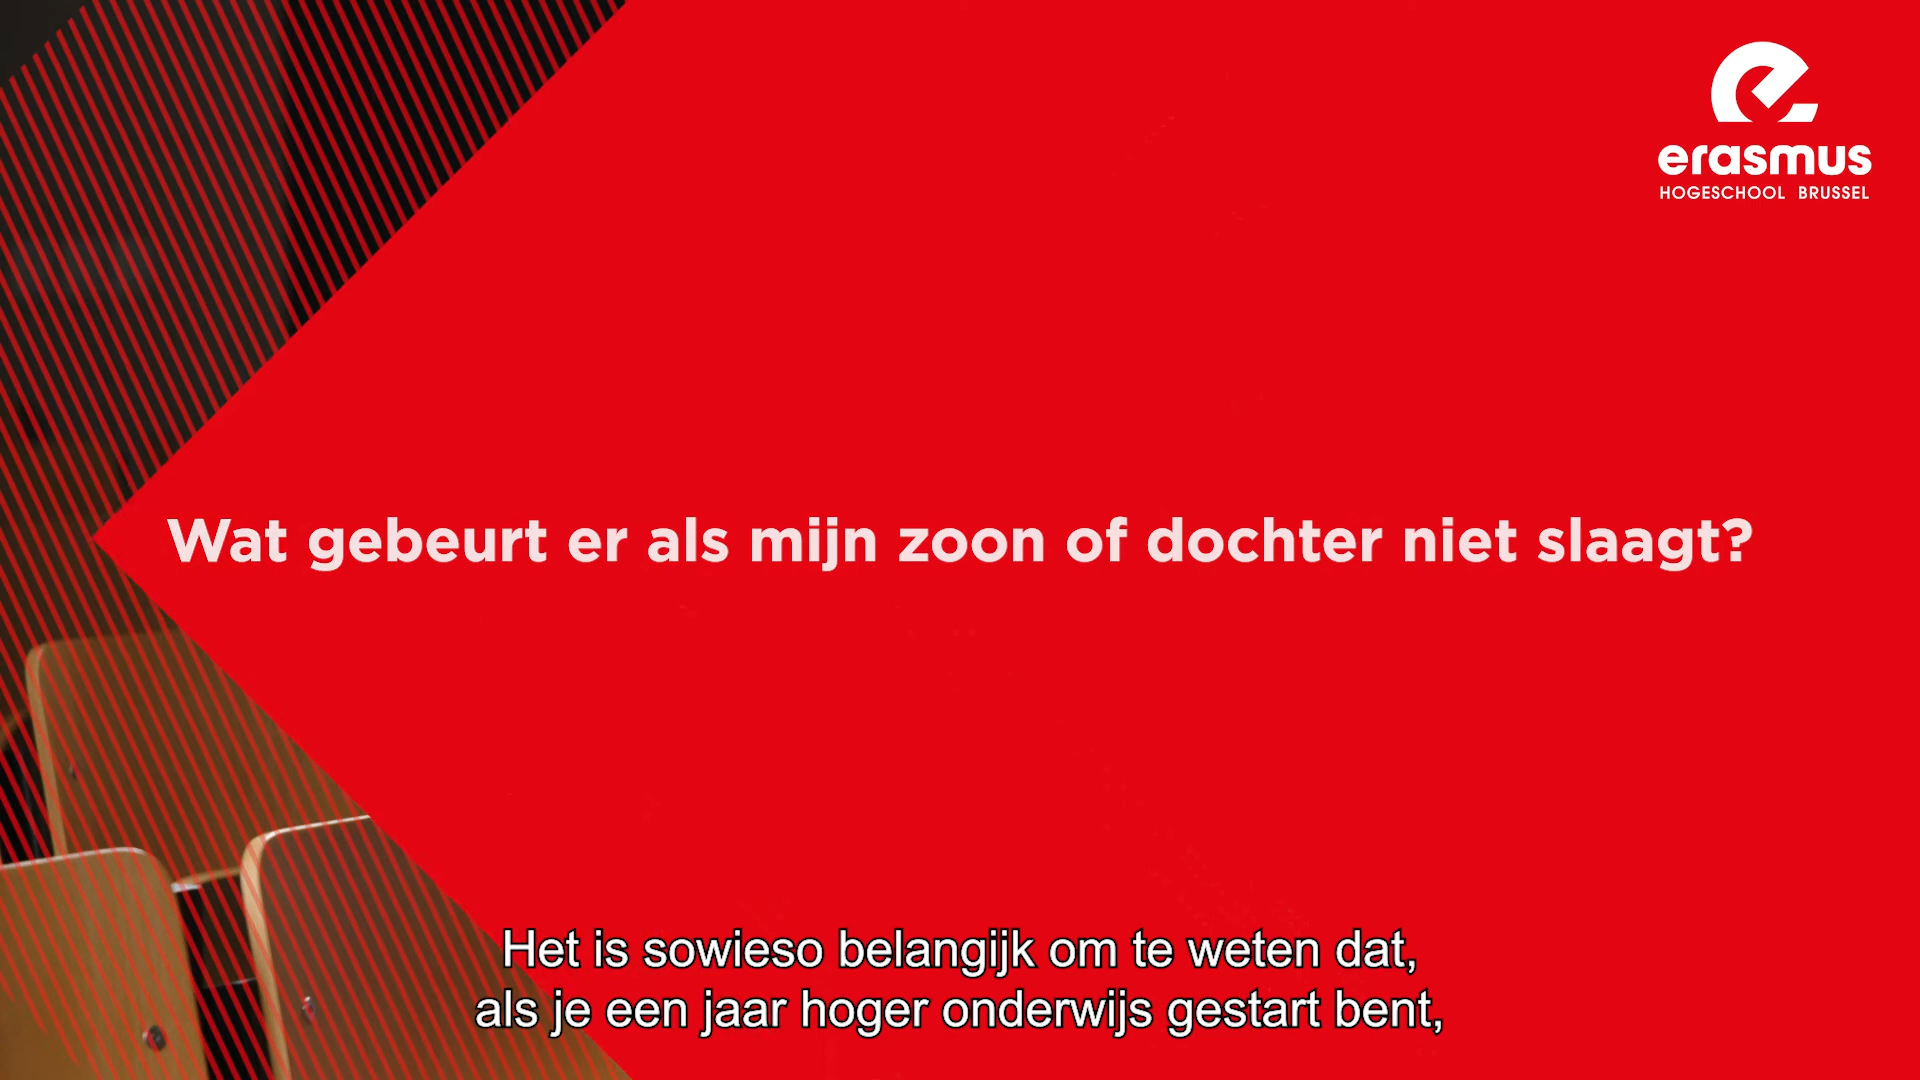 erasmus
HOGESCHOOL BRUSSEL
Wat gebeurt er als mijn zoon of dochter niet slaagt?
Het is sowieso belangijk om te weten dat,
als je een jaar hoger onderwijs gestart bent,